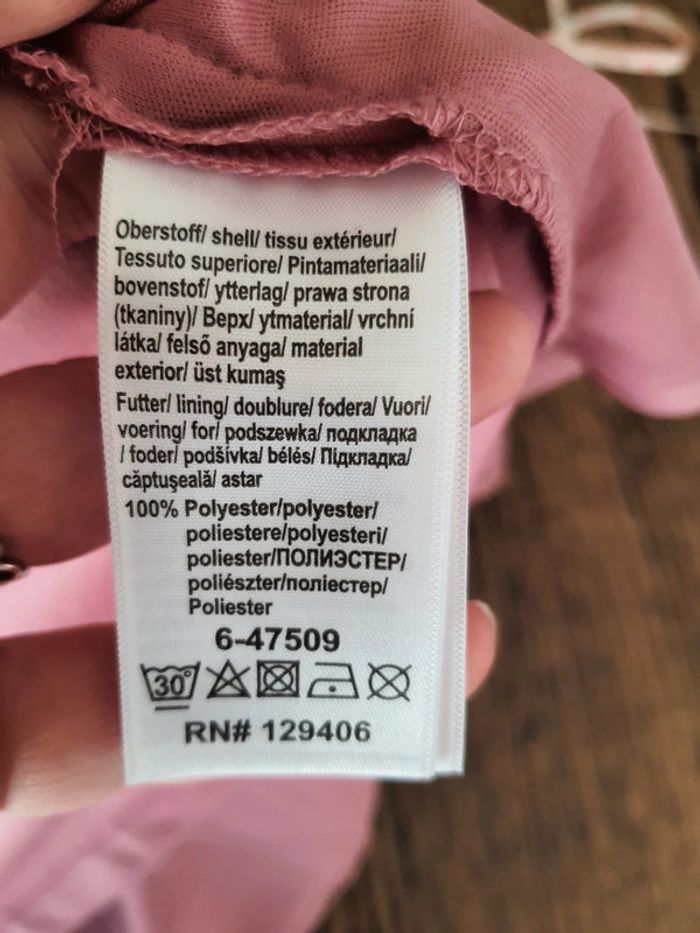 Oberstoff/ shell/ tissu extérieur/
Tessuto superiore/ Pintamateriaali/
bovenstof/ ytterlag/ prawa strona
(tkaniny)/ Верх/ ytmaterial/ vrchní
látka/ felső anyaga/ material
exterior/ üst kumaş
Futter/ lining/ doublure/ fodera/ Vuori/
voering/ for/ podszewka/ подкладка
/ foder/ podšívka/ bélés/ Підкладка/
căptuşeală/ astar
100% Polyester/polyester/
poliestere/polyesteri/
poliester/ПОЛИЭСТЕР/
poliészter/поліестер/
Poliester
6-47509
30°
RN# 129406